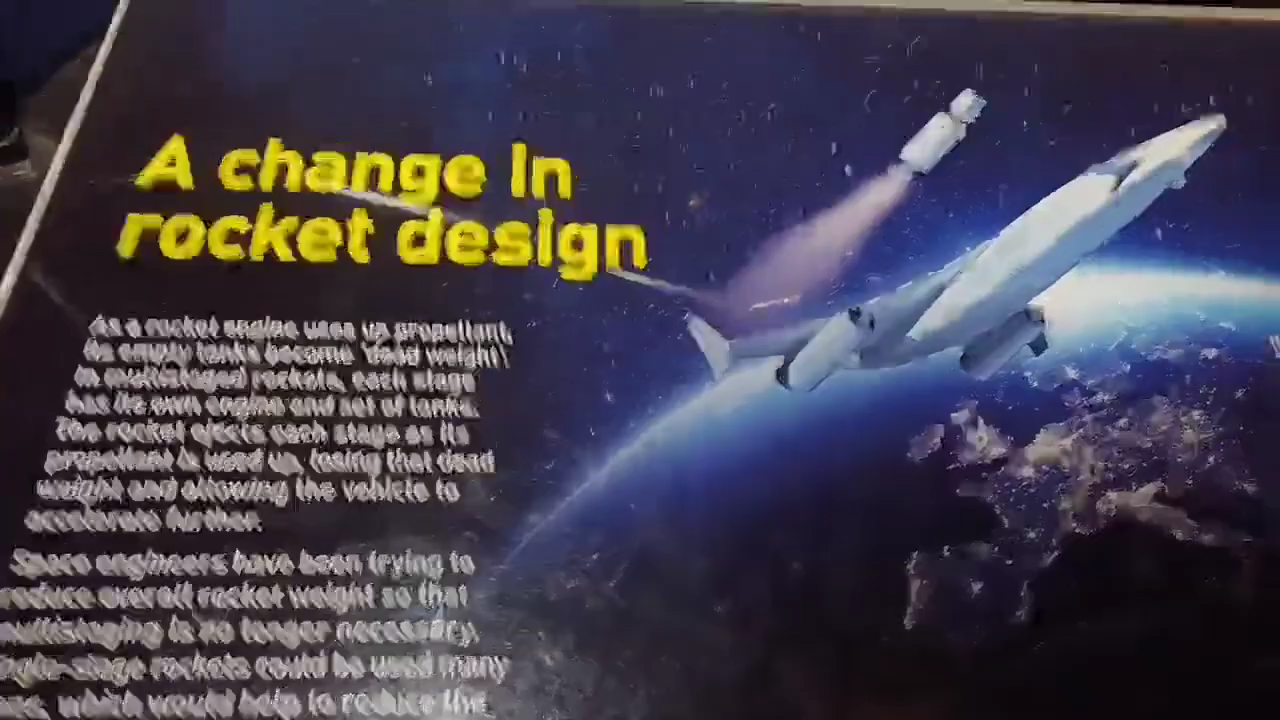 A change in
rocket design
As a rocket engine uses up propellant,
its empty tanks become 'dead weight'.
In multistaged rockets, each stage
has its own engine and set of tanks.
The rocket ejects each stage as its
propellant is used up, losing that dead
weight and allowing the vehicle to
accelerate further.
Space engineers have been trying to
reduce overall rocket weight so that
multistaging is no longer necessary.
single-stage rockets could be used many
which would help to reduce the